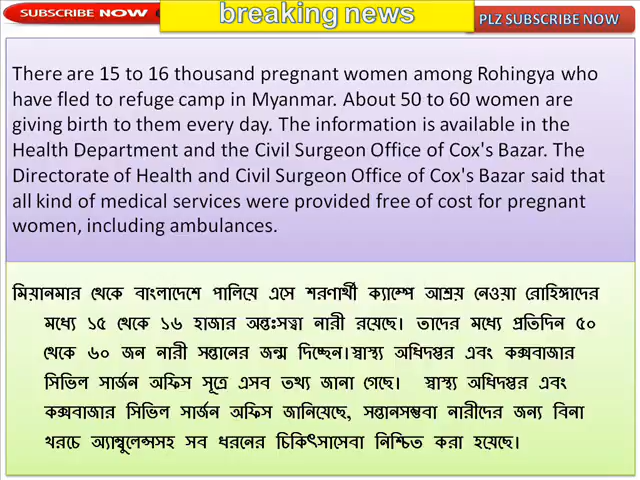 SUBSCRIBE NOW
breaking news
PLZ SUBSCRIBE NOW
There are 15 to 16 thousand pregnant women among Rohingya who
have fled to refuge camp in Myanmar. About 50 to 60 women are
giving birth to them every day. The information is available in the
Health Department and the Civil Surgeon Office of Cox's Bazar. The
Directorate of Health and Civil Surgeon Office of Cox's Bazar said that
all kind of medical services were provided free of cost for pregnant
women, including ambulances.
মিয়ানমার থেকে বাংলাদেশে পালিয়ে এসে শরণার্থী ক্যাম্পে আশ্রয় নেওয়া রোহিঙ্গাদের
মধ্যে ১৫ থেকে ১৬ হাজার অন্তঃসত্ত্বা নারী রয়েছে। তাদের মধ্যে প্রতিদিন ৫০
থেকে ৬০ জন নারী সন্তানের জন্ম দিচ্ছেন।স্বাস্থ্য অধিদপ্তর এবং কক্সবাজার
সিভিল সার্জন অফিস সূত্রে এসব তথ্য জানা গেছে। স্বাস্থ্য অধিদপ্তর এবং
কক্সবাজার সিভিল সার্জন অফিস জানিয়েছে, সন্তানসম্ভবা নারীদের জন্য বিনা
খরচে অ্যাম্বুলেন্সসহ সব ধরনের চিকিৎসাসেবা নিশ্চিত করা হয়েছে।